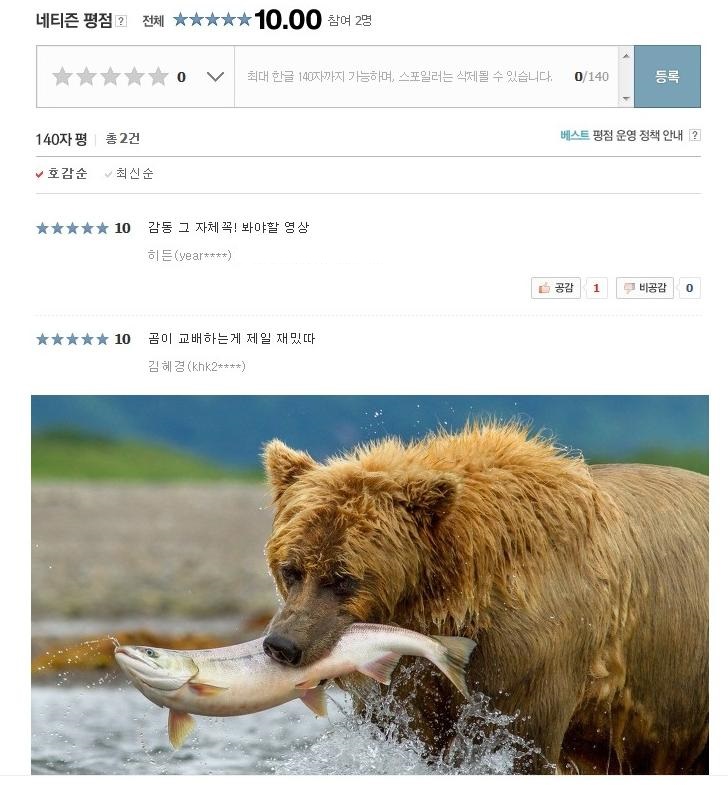 네티즌 평점 ? 전체 ★★★★★ 10.00 참여 2명
★★★★★ 0 최대 한글 140자까지 가능하며, 스포일러는 삭제될 수 있습니다. 0/140 등록
140자 평 | 총 2건 베스트 평점 운영 정책 안내 ?
호감순 최신순
★★★★★ 10 감동 그 자체꼭! 봐야할 영상
히든(year****)
공감 1 비공감 0
★★★★★ 10 곰이 교배하는게 제일 재밌따
김혜경(khk2****)